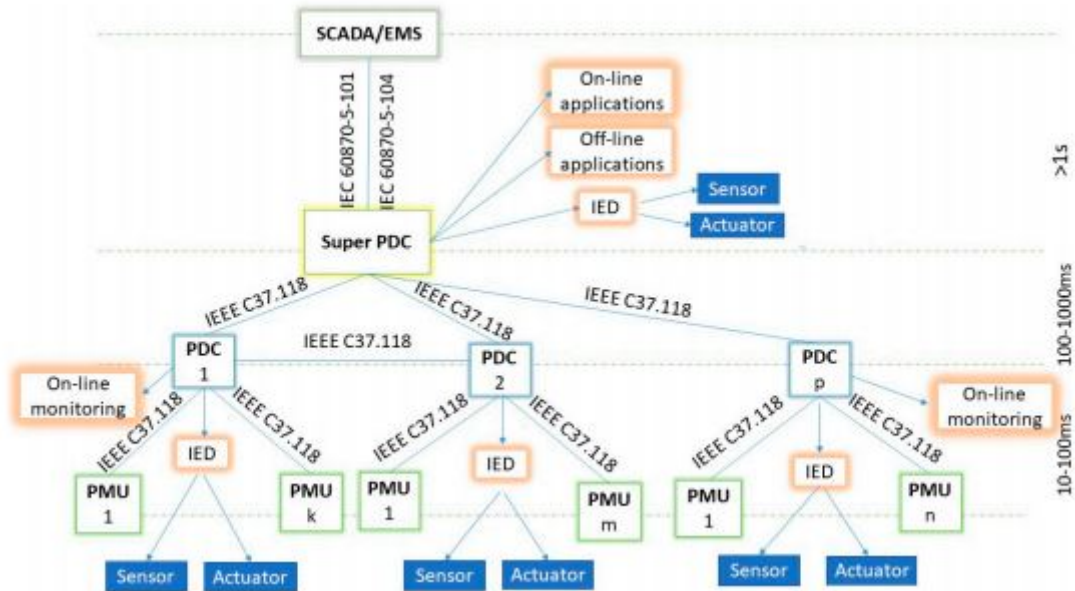 SCADA/EMS
IEC 60870-5-101
IEC 60870-5-104
On-line
applications
Off-line
applications
IED
Sensor
Actuator
>1s
Super PDC
IEEE C37.118
IEEE C37.118
IEEE C37.118
100-1000ms
IEEE C37.118
PDC
1
PDC
2
PDC
p
On-line
monitoring
On-line
monitoring
IEEE C37.118
IEEE C37.118
IEEE C37.118
IEEE C37.118
IEEE C37.118
IEEE C37.118
10-100ms
IED
IED
IED
PMU
1
PMU
k
PMU
1
PMU
m
PMU
1
PMU
n
Sensor
Actuator
Sensor
Actuator
Sensor
Actuator